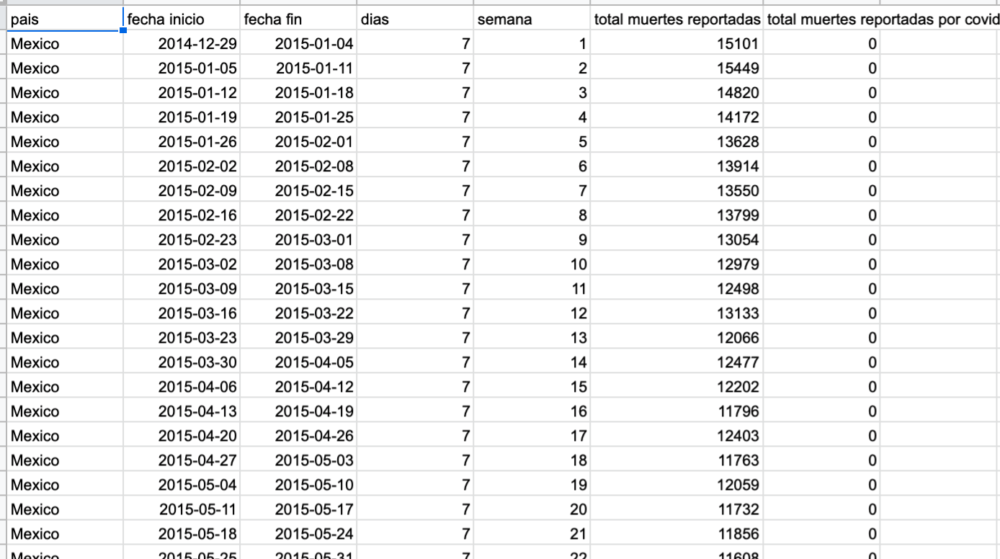 pais fecha inicio fecha fin dias semana total muertes reportadas total muertes reportadas por covid
Mexico 2014-12-29 2015-01-04 7 1 15101 0
Mexico 2015-01-05 2015-01-11 7 2 15449 0
Mexico 2015-01-12 2015-01-18 7 3 14820 0
Mexico 2015-01-19 2015-01-25 7 4 14172 0
Mexico 2015-01-26 2015-02-01 7 5 13628 0
Mexico 2015-02-02 2015-02-08 7 6 13914 0
Mexico 2015-02-09 2015-02-15 7 7 13550 0
Mexico 2015-02-16 2015-02-22 7 8 13799 0
Mexico 2015-02-23 2015-03-01 7 9 13054 0
Mexico 2015-03-02 2015-03-08 7 10 12979 0
Mexico 2015-03-09 2015-03-15 7 11 12498 0
Mexico 2015-03-16 2015-03-22 7 12 13133 0
Mexico 2015-03-23 2015-03-29 7 13 12066 0
Mexico 2015-03-30 2015-04-05 7 14 12477 0
Mexico 2015-04-06 2015-04-12 7 15 12202 0
Mexico 2015-04-13 2015-04-19 7 16 11796 0
Mexico 2015-04-20 2015-04-26 7 17 12403 0
Mexico 2015-04-27 2015-05-03 7 18 11763 0
Mexico 2015-05-04 2015-05-10 7 19 12059 0
Mexico 2015-05-11 2015-05-17 7 20 11732 0
Mexico 2015-05-18 2015-05-24 7 21 11856 0
Mexico 2015-05-25 2015-05-31 7 22 11608 0